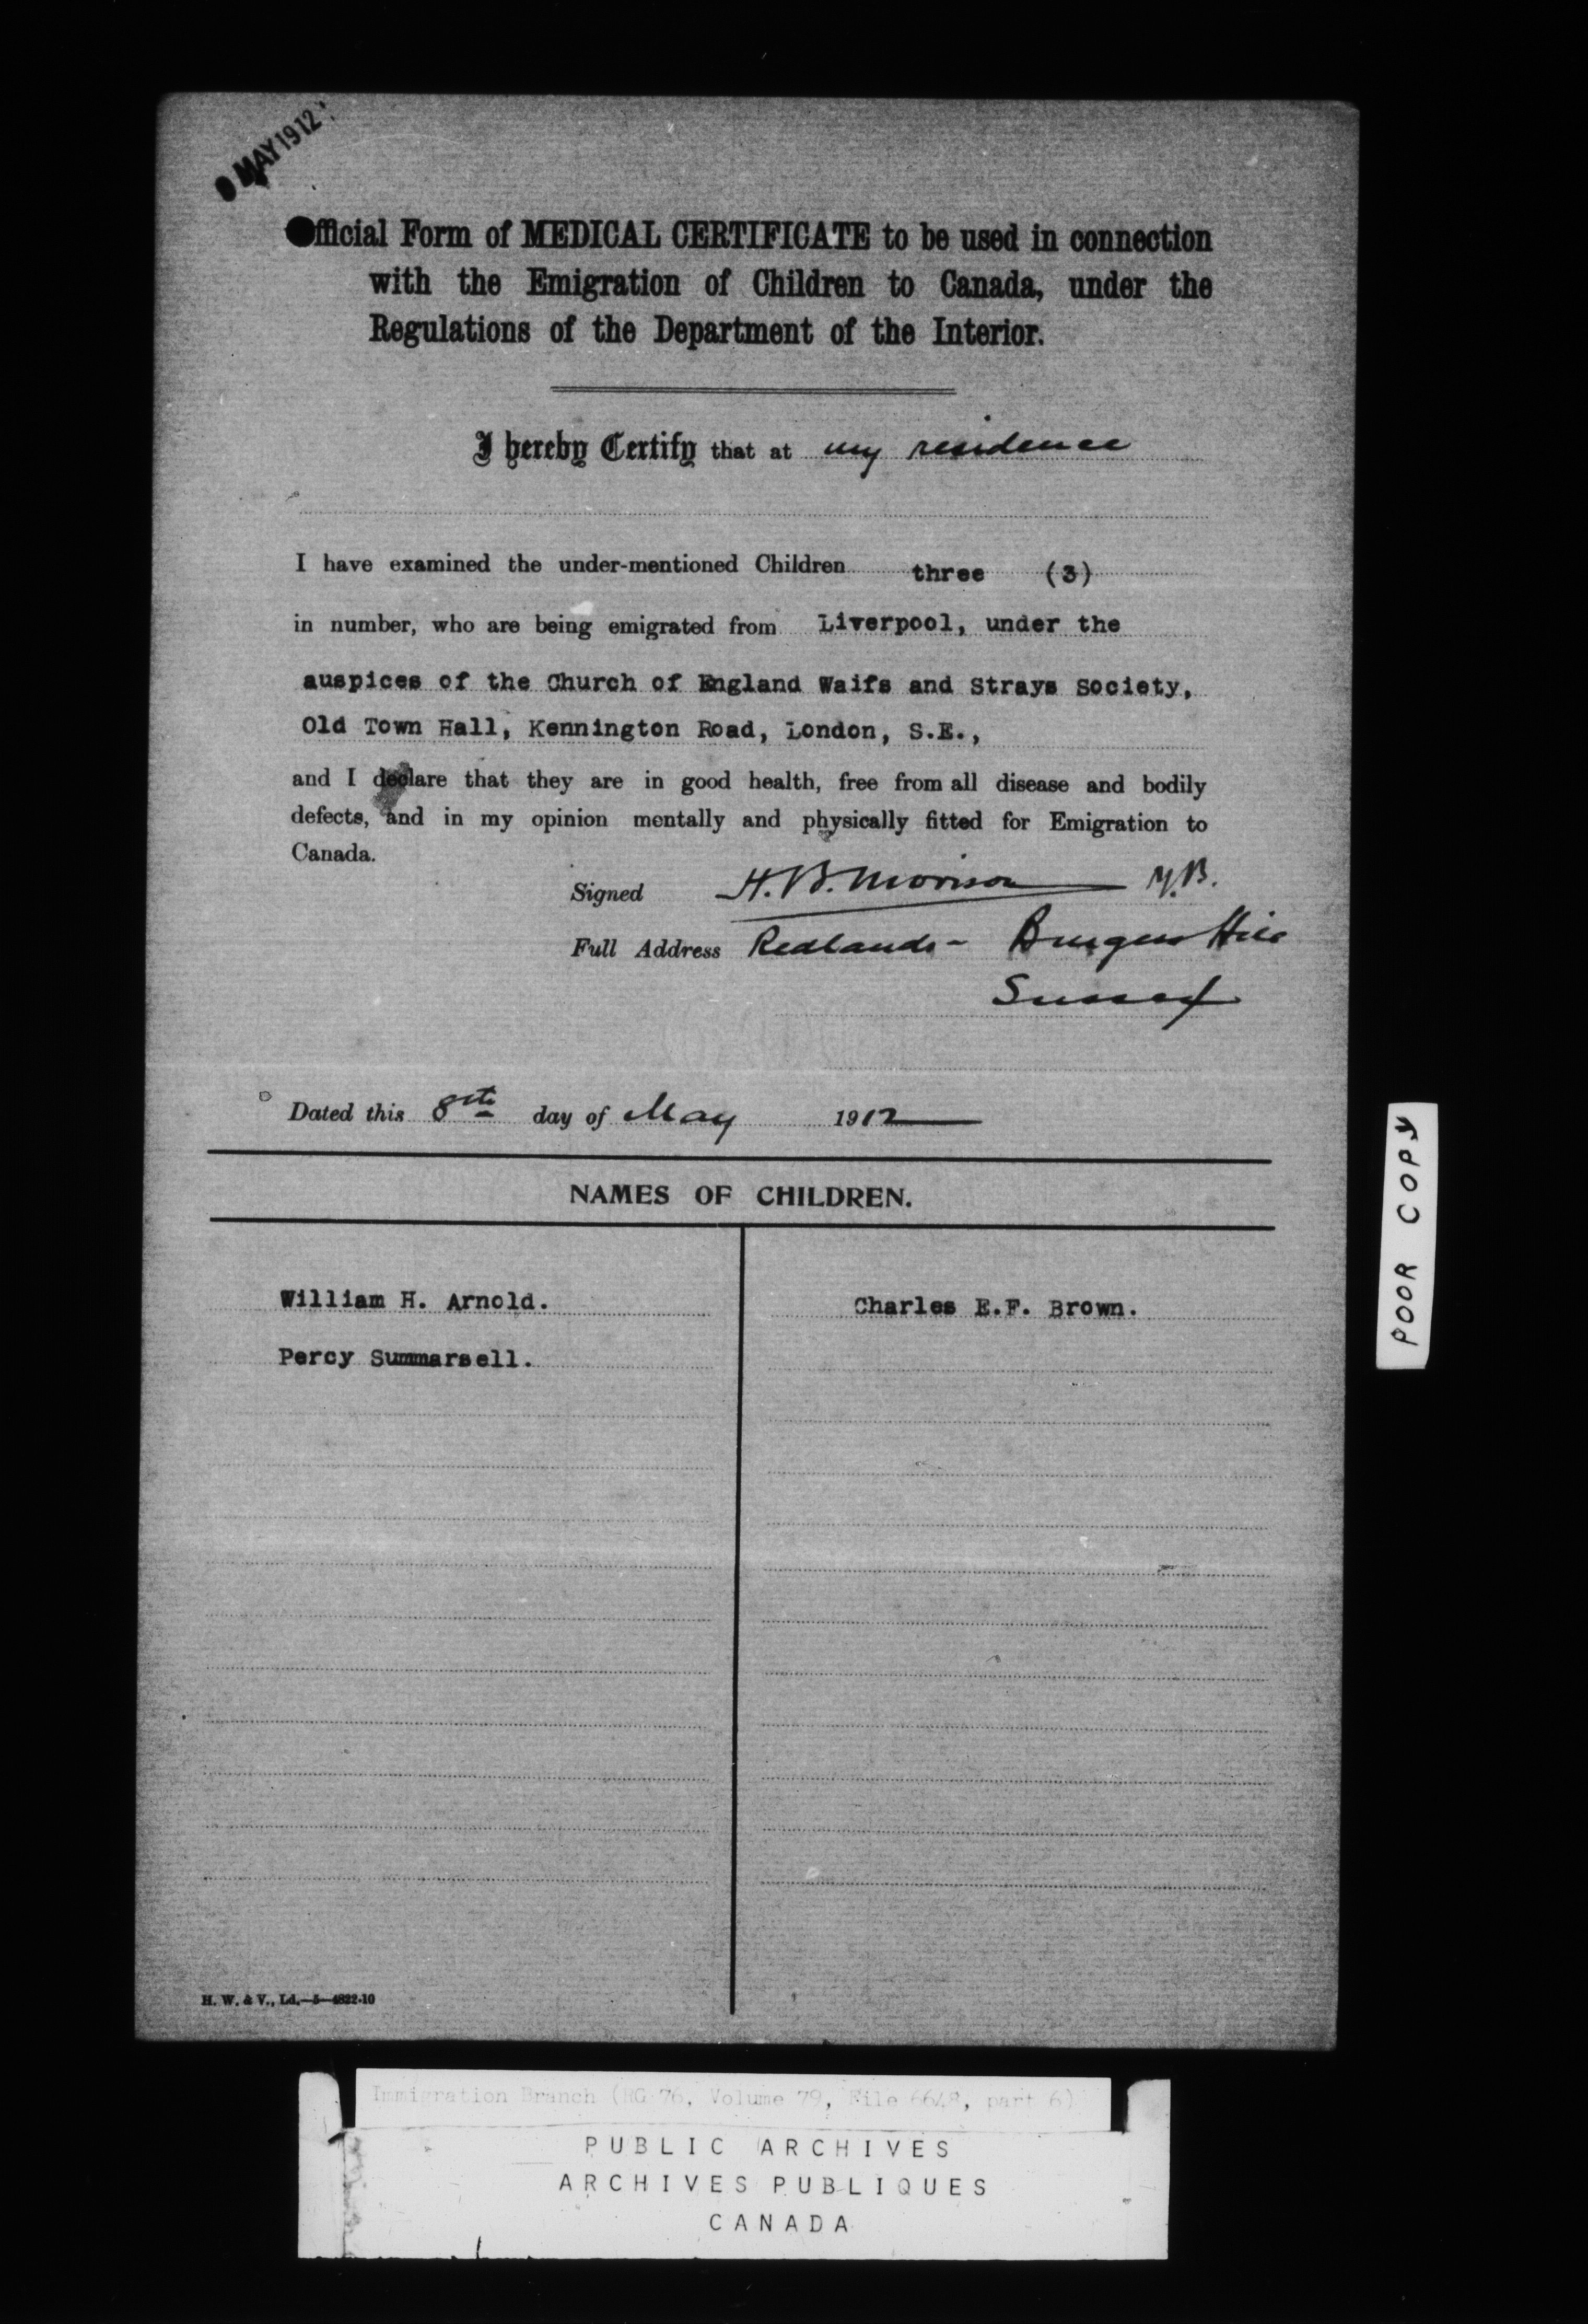 MAY 1912
Official Form of MEDICAL CERTIFICATE to be used in connection
with the Emigration of Children to Canada, under the
Regulations of the Department of the Interior.
I hereby Certify that at my residence
I have examined the under-mentioned Children three (3)
in number, who are being emigrated from Liverpool, under the
auspices of the Church of England Waifs and Strays Society,
Old Town Hall, Kennington Road, London, S.E.,
and I declare that they are in good health, free from all disease and bodily
defects, and in my opinion mentally and physically fitted for Emigration to
Canada.
Signed H. B. Morrison M.B.
Full Address Redlands - Burgess Hill
Sussex
Dated this 8th day of May 1912
NAMES OF CHILDREN.
William H. Arnold.
Percy Summarsell.
Charles E.F. Brown.
H. W. & V., Ld.—5—4822-10
POOR COPY
Immigration Branch (RG 76, Volume 79, File 6648, part 6)
PUBLIC ARCHIVES
ARCHIVES PUBLIQUES
CANADA